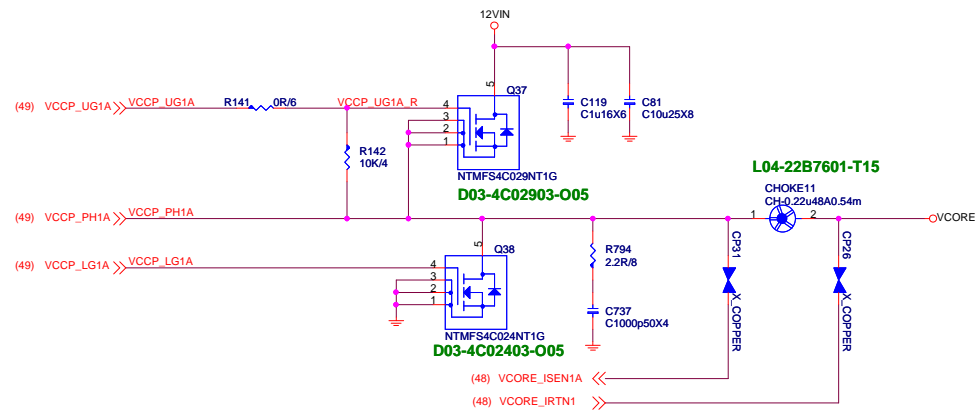 12VIN
5
Q37
(49) VCCP_UG1A VCCP_UG1A R141 0R/6 VCCP_UG1A_R 4
3
2
1
C119
C1u16X6
C81
C10u25X8
R142
10K/4
NTMFS4C029NT1G
D03-4C02903-O05
L04-22B7601-T15
CHOKE11
CH-0.22u48A0.54m
(49) VCCP_PH1A VCCP_PH1A 1 2 VCORE
5
Q38
(49) VCCP_LG1A VCCP_LG1A 4
3
2
1
R794
2.2R/8
C737
C1000p50X4
CP31
X_COPPER
CP26
X_COPPER
NTMFS4C024NT1G
D03-4C02403-O05
(48) VCORE_ISEN1A
(48) VCORE_IRTN1